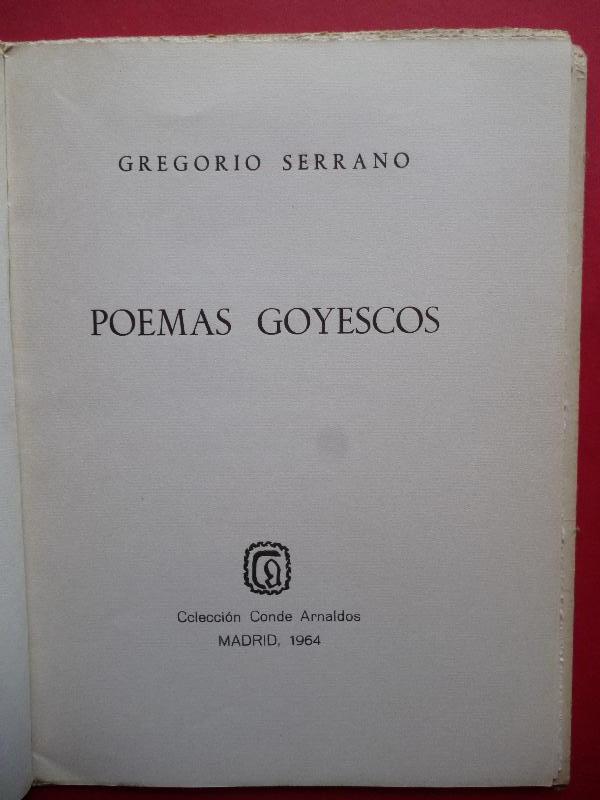 GREGORIO SERRANO
POEMAS GOYESCOS
Colección Conde Arnaldos
MADRID, 1964